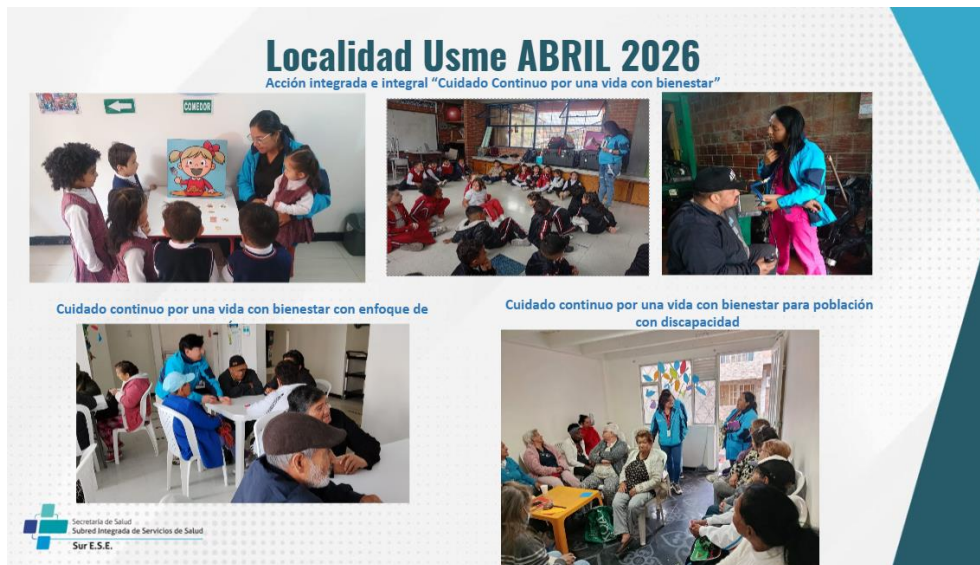 Localidad Usme ABRIL 2026
Acción integrada e integral “Cuidado Continuo por una vida con bienestar”
COMEDOR
Cuidado continuo por una vida con bienestar con enfoque de
Cuidado continuo por una vida con bienestar para población
con discapacidad
Secretaría de Salud
Subred Integrada de Servicios de Salud
Sur E.S.E.